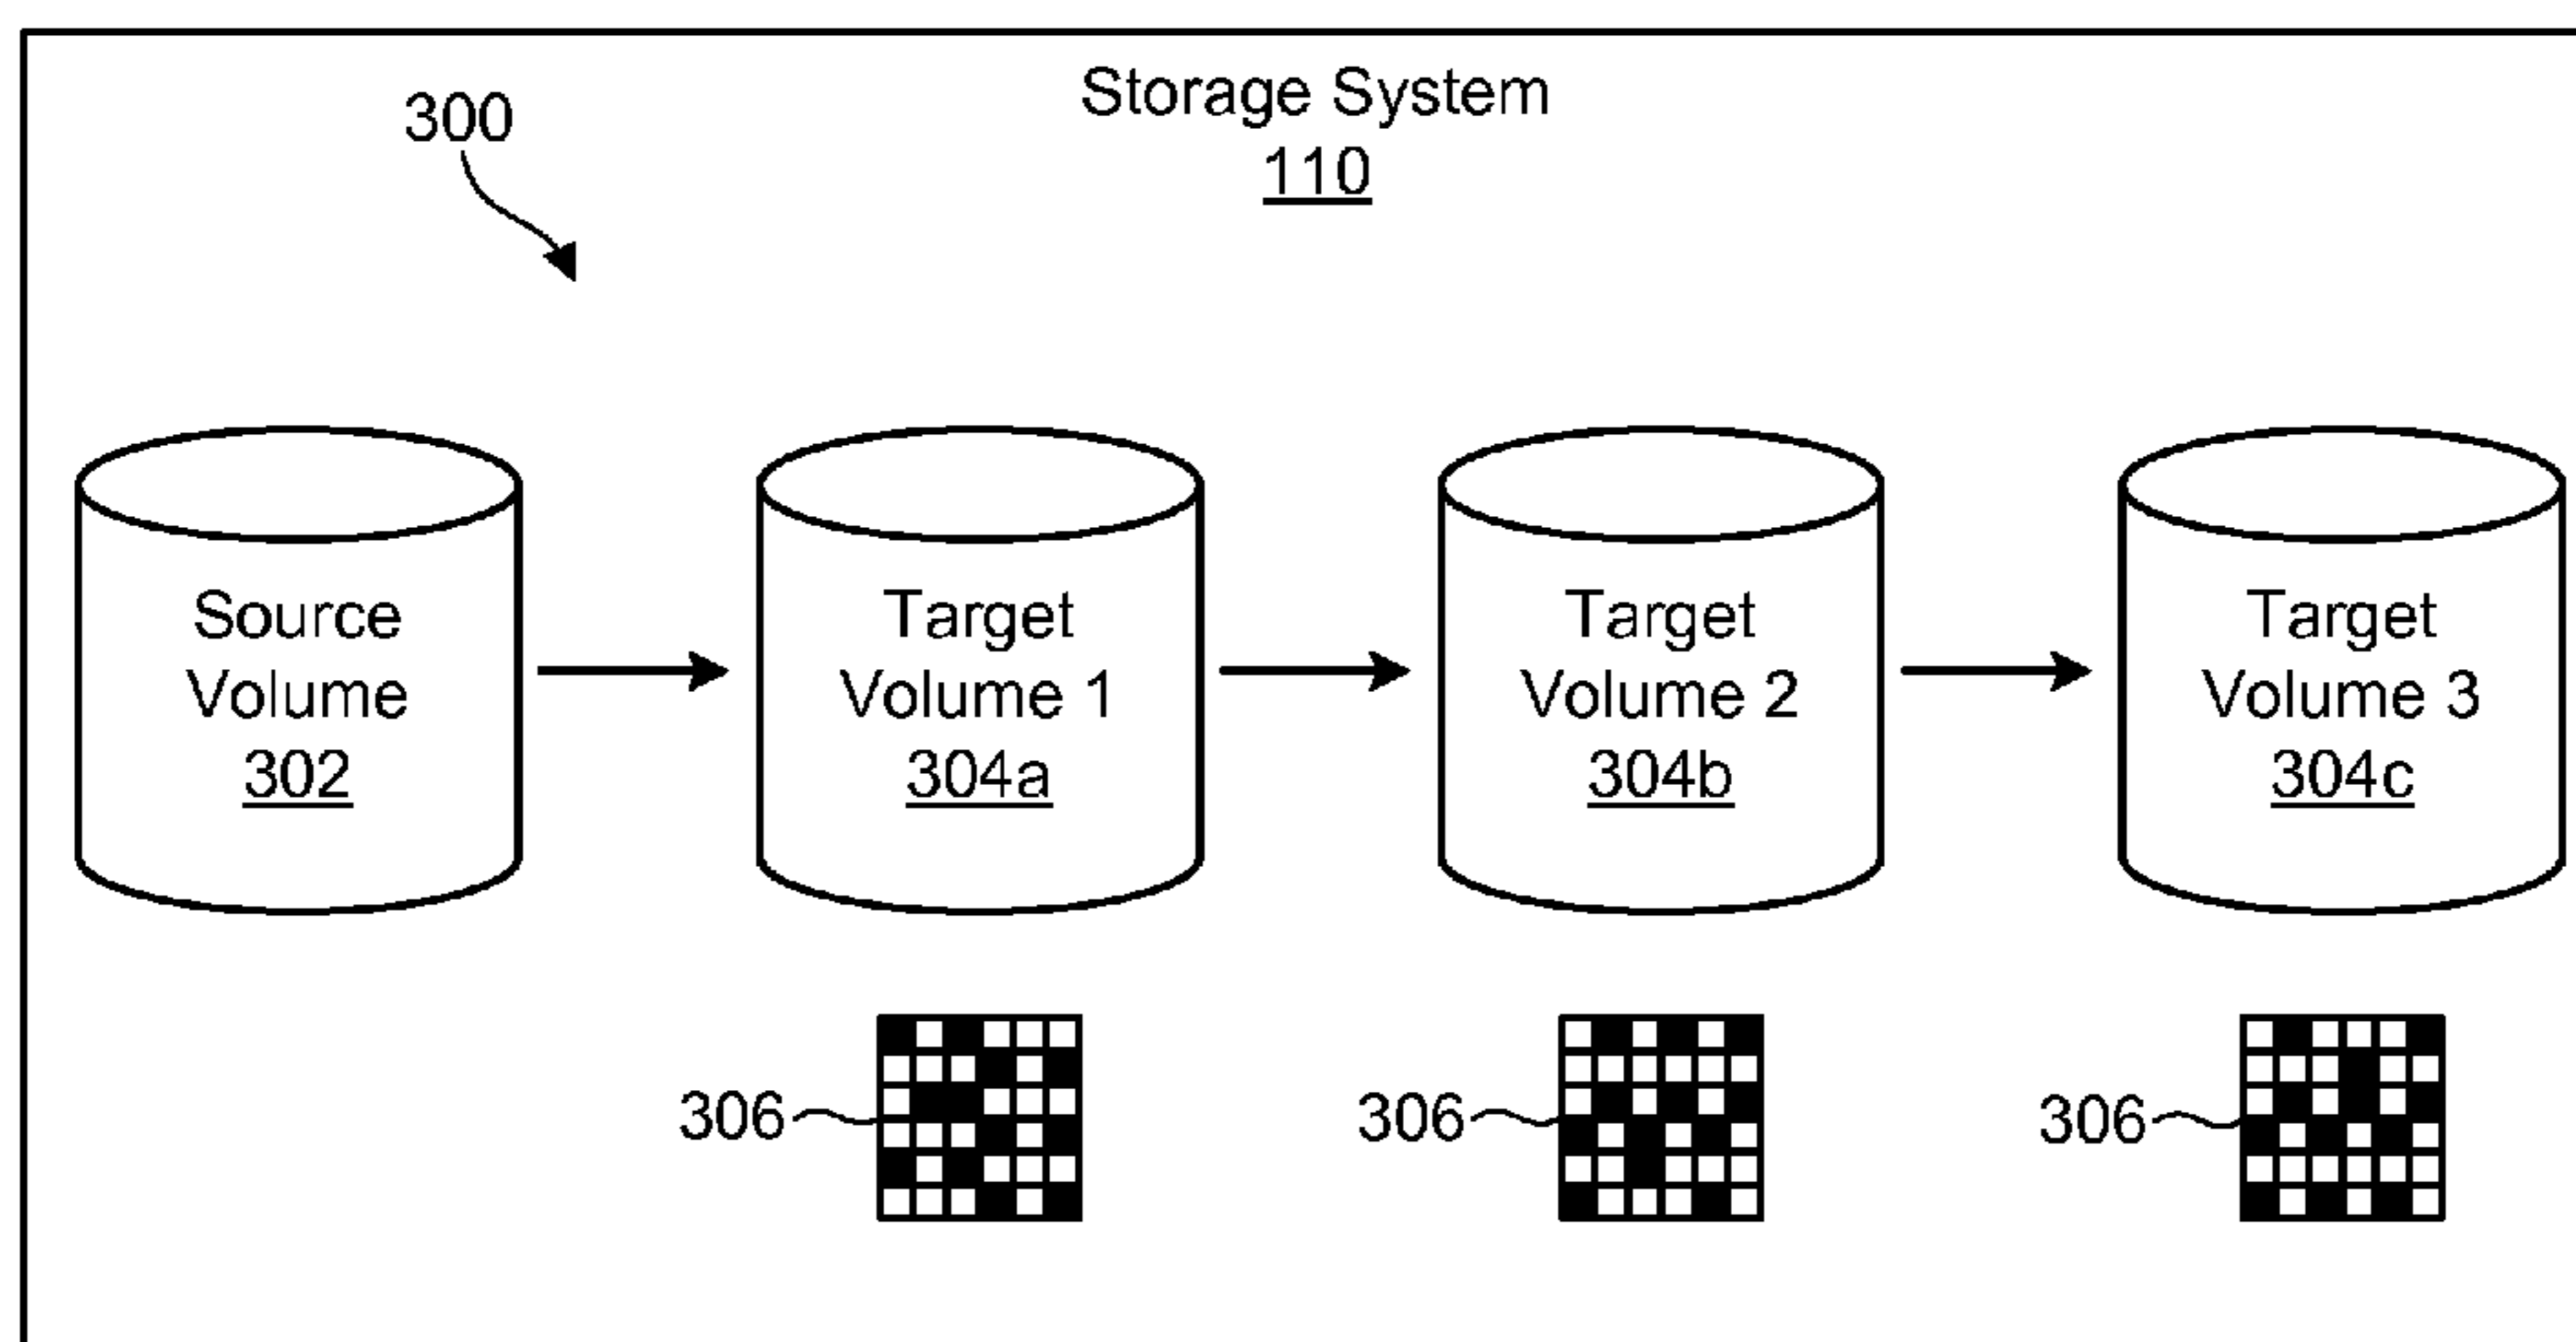 Storage System
110
300
Source
Volume
302
Target
Volume 1
304a
Target
Volume 2
304b
Target
Volume 3
304c
306
306
306